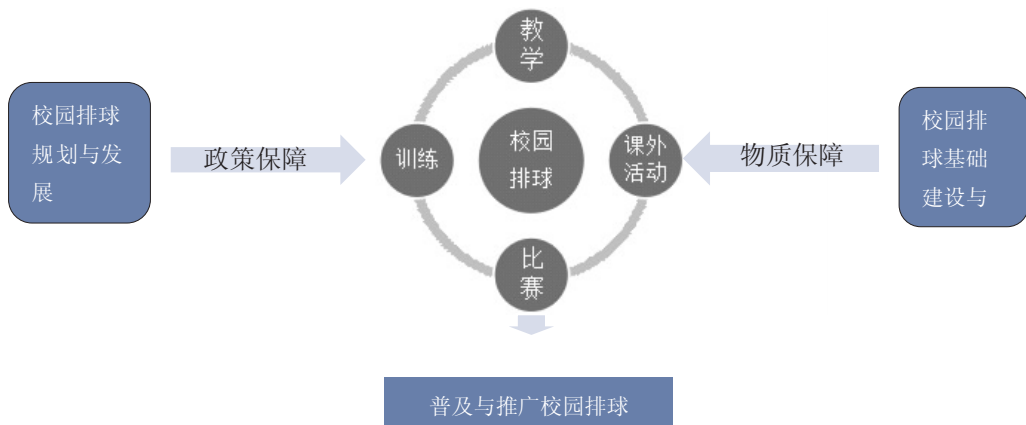 教
学
校园排球
规划与发
展
政策保障
训练
校园
排球
课外
活动
物质保障
校园排
球基础
建设与
比
赛
普及与推广校园排球